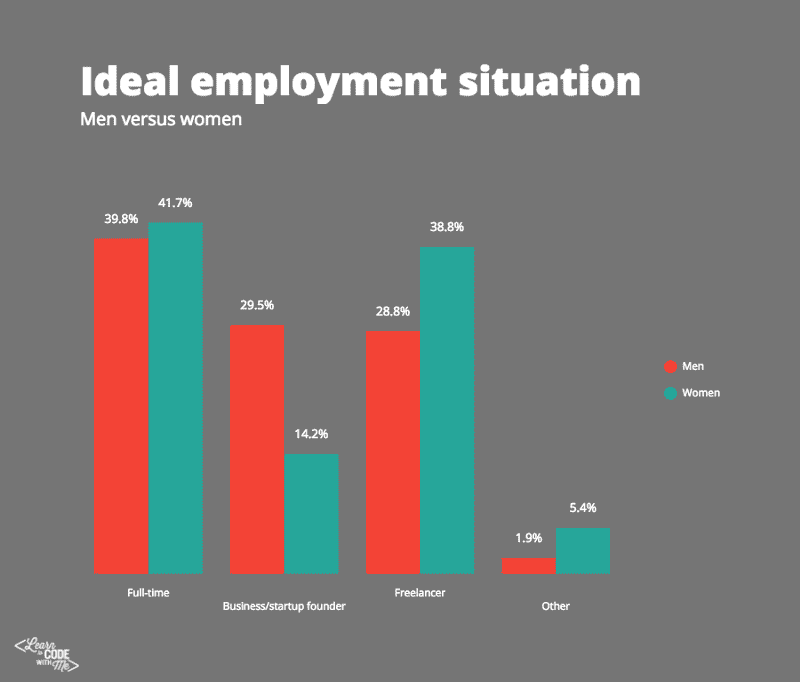 Ideal employment situation
Men versus women
39.8%
41.7%
29.5%
14.2%
28.8%
38.8%
1.9%
5.4%
Men
Women
Full-time
Business/startup founder
Freelancer
Other
<Learn
to CODE
WITH Me>